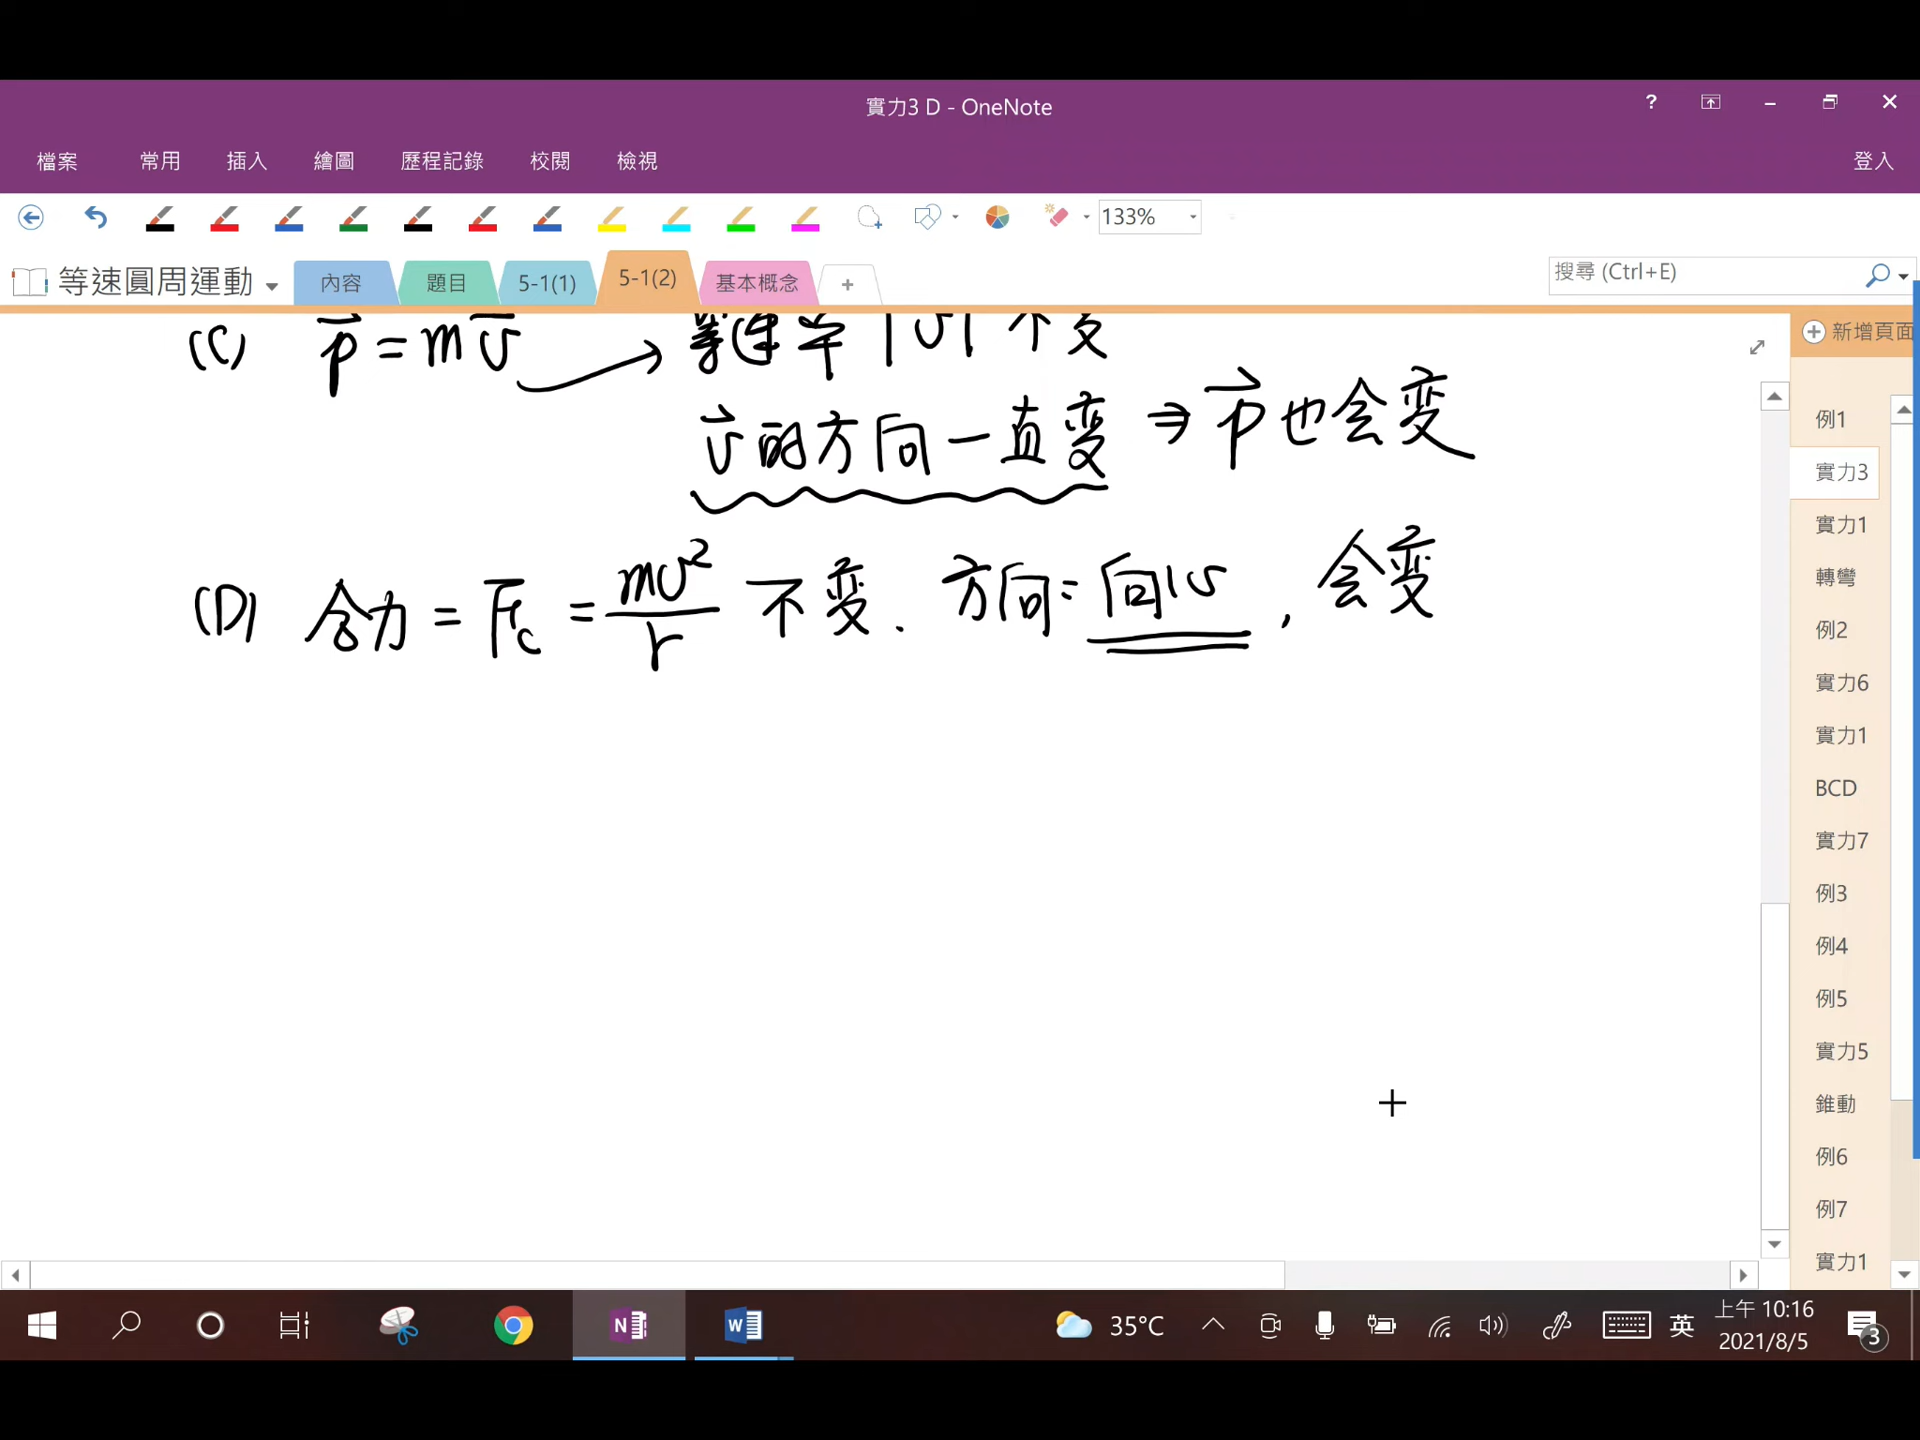 實力3 D - OneNote
?
檔案 常用 插入 繪圖 歷程記錄 校閱 檢視 登入
133%
等速圓周運動 內容 題目 5-1(1) 5-1(2) 基本概念 + 搜尋 (Ctrl+E)
新增頁面
(C) p⃗ = mv⃗ → 等速率 |v⃗| 不变
v⃗的方向一直变 ⇒ p⃗ 也会变
(D) 合力 = Fc = mv²/r 不变. 方向: 向心, 会变
例1
實力3
實力1
轉彎
例2
實力6
實力1
BCD
實力7
例3
例4
例5
實力5
錐動
例6
例7
實力1
35°C 英 上午 10:16
2021/8/5
3